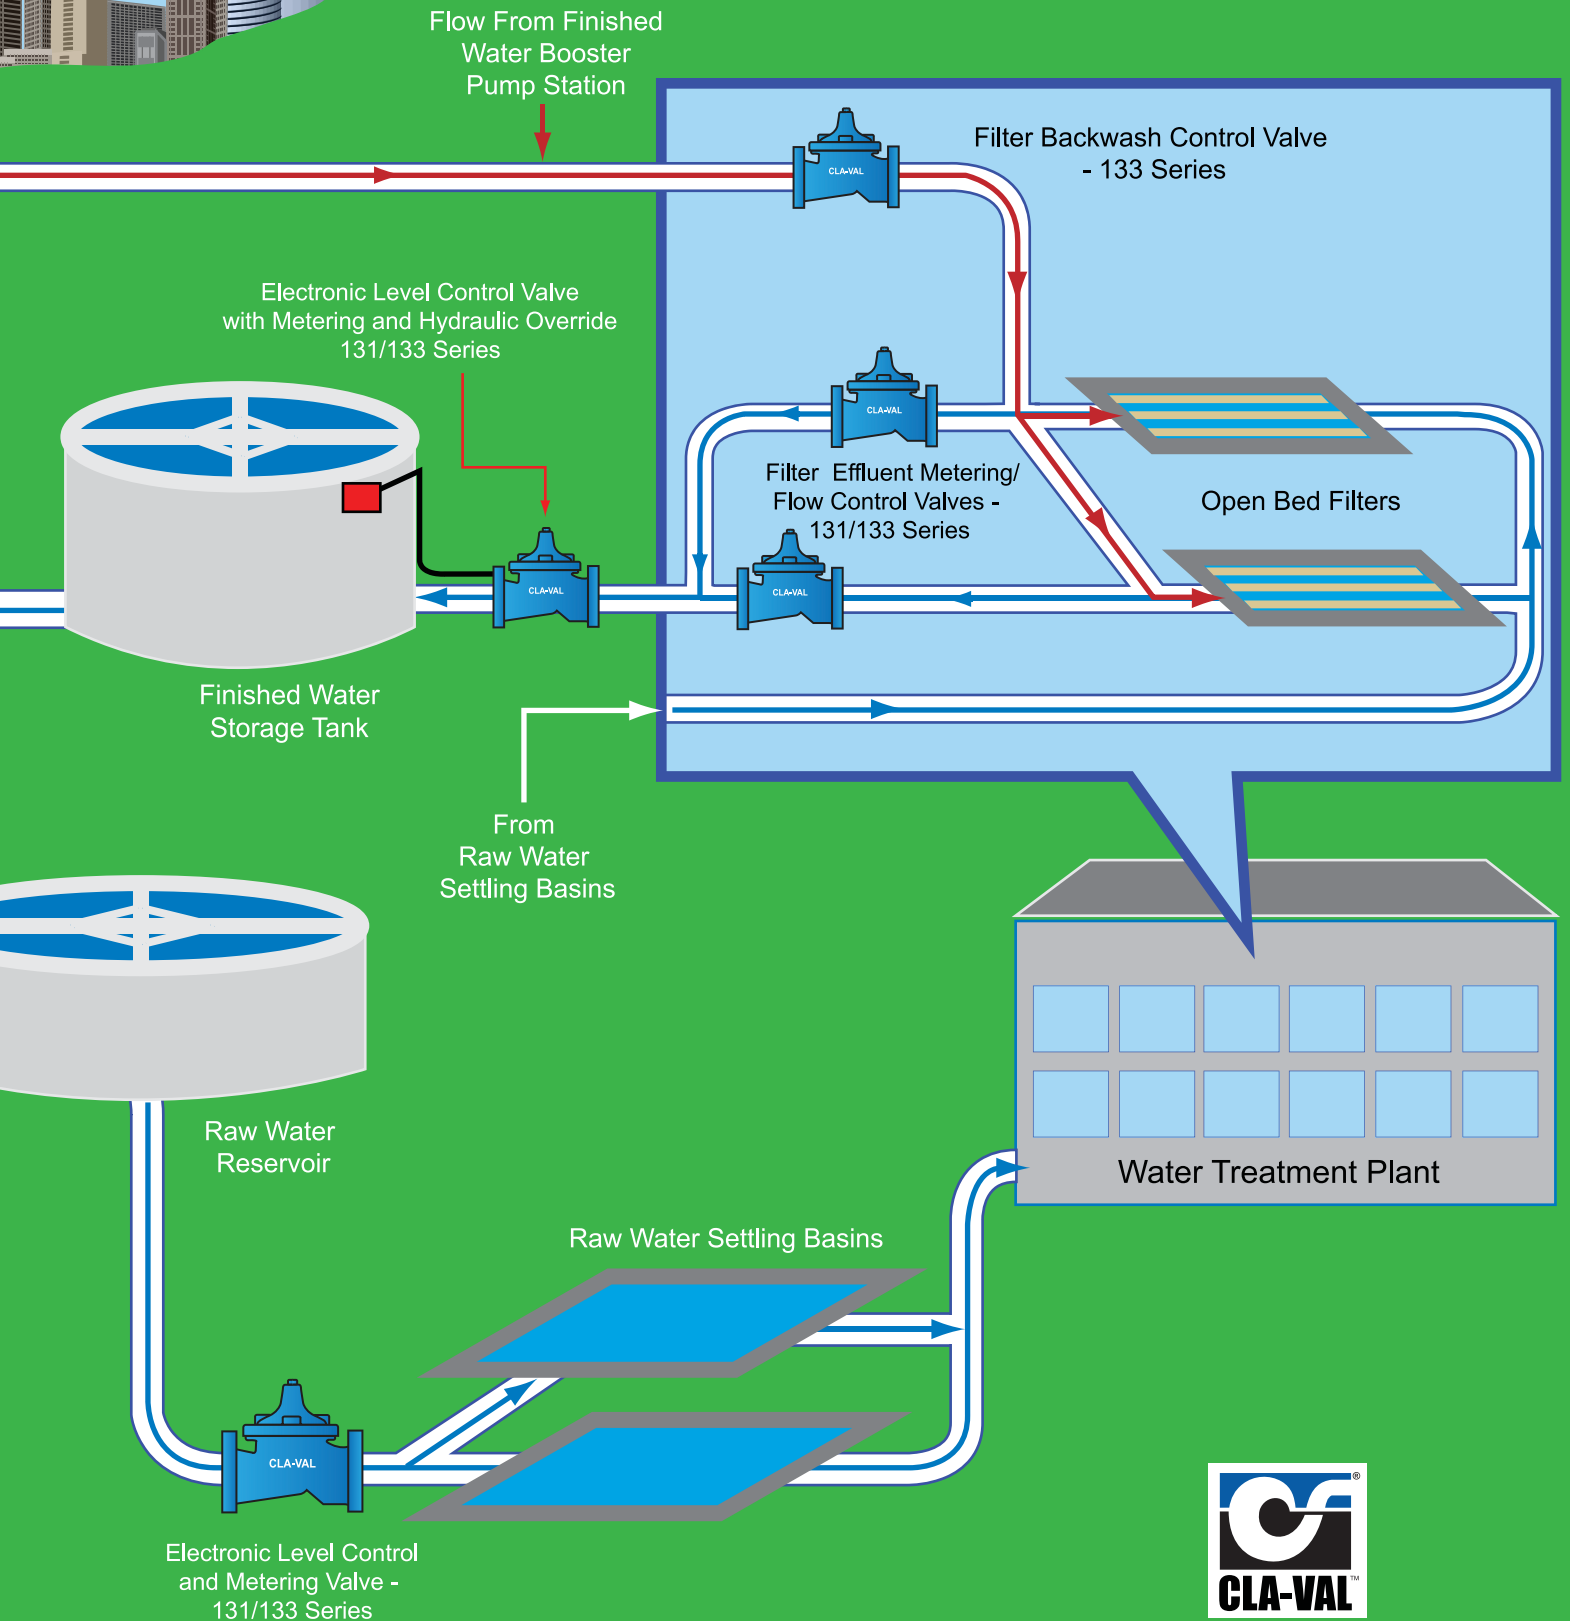 Flow From Finished
Water Booster
Pump Station
Filter Backwash Control Valve
- 133 Series
CLA-VAL
Electronic Level Control Valve
with Metering and Hydraulic Override
131/133 Series
CLA-VAL
Filter Effluent Metering/
Flow Control Valves -
131/133 Series
Open Bed Filters
CLA-VAL
CLA-VAL
Finished Water
Storage Tank
From
Raw Water
Settling Basins
Raw Water
Reservoir
Water Treatment Plant
Raw Water Settling Basins
CLA-VAL
Electronic Level Control
and Metering Valve -
131/133 Series
®
CLA-VAL™